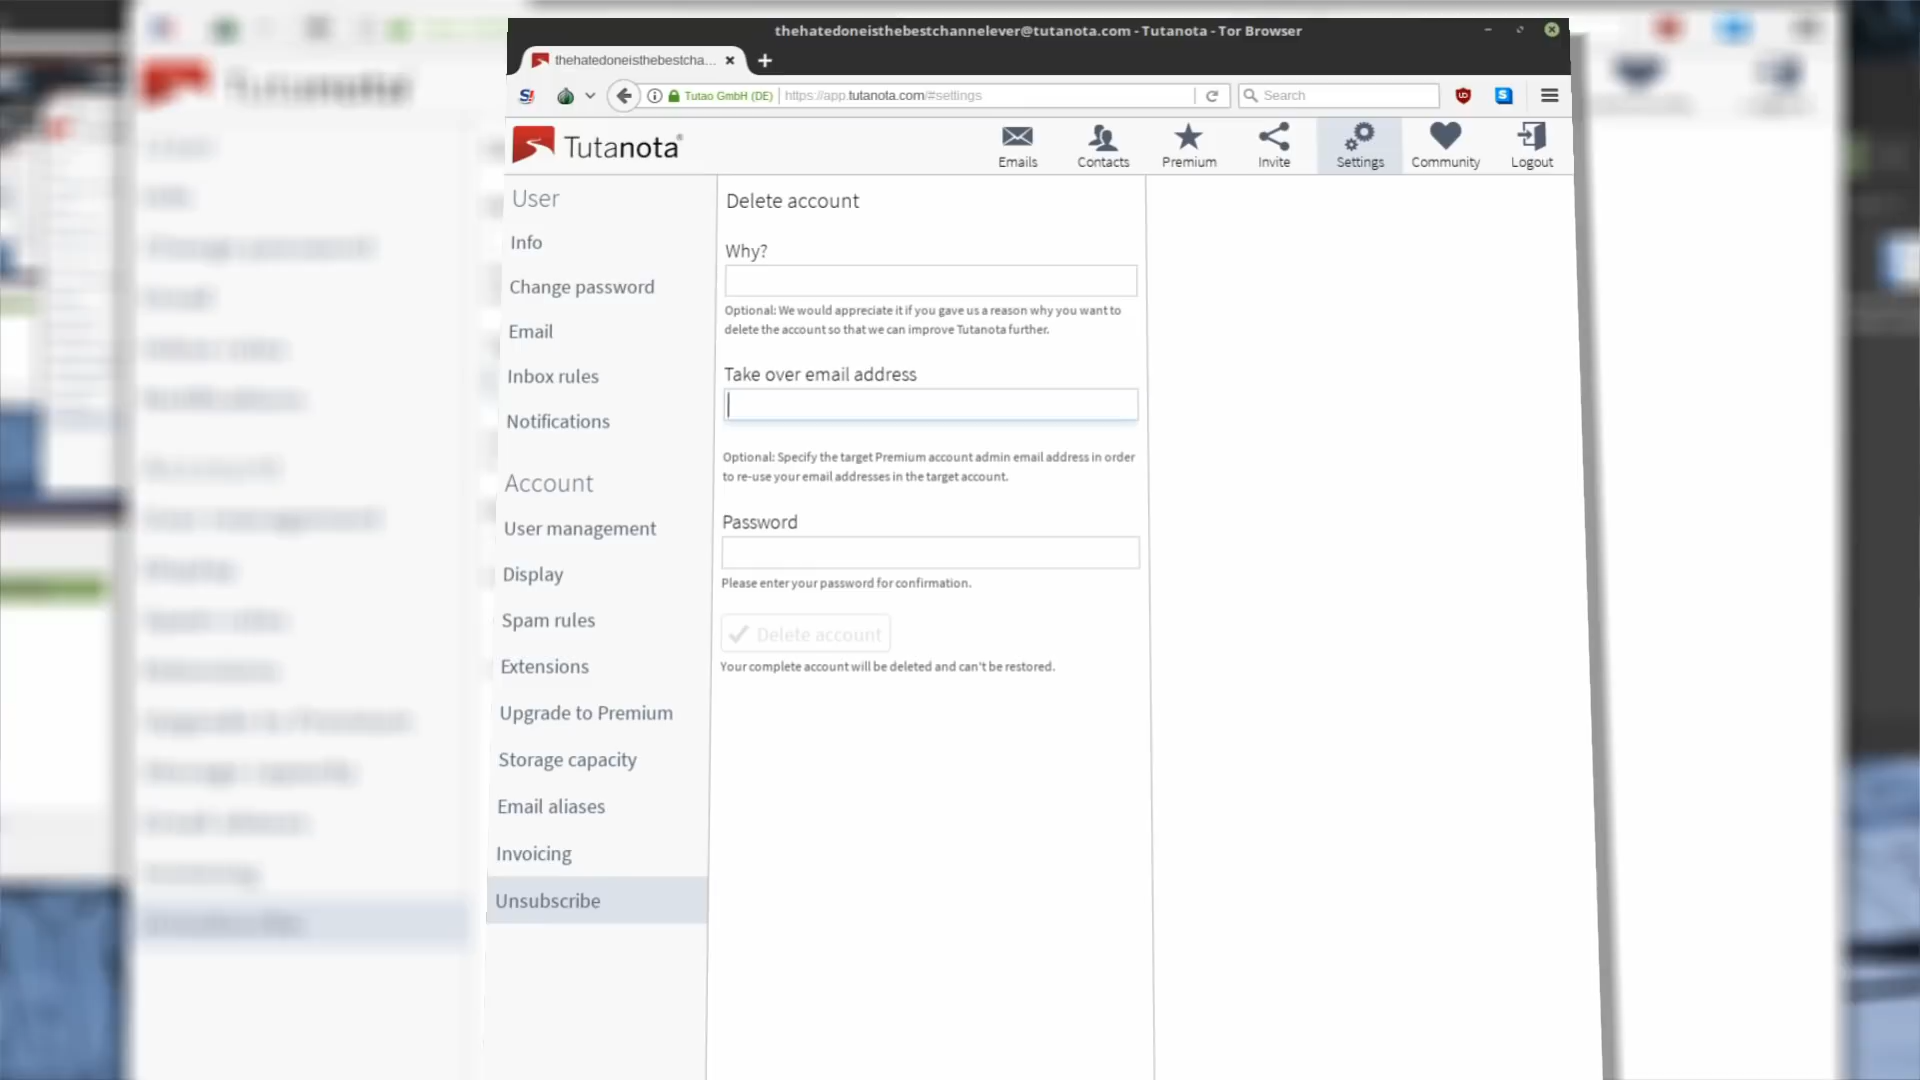 thehatedoneisthebestchannelever@tutanota.com - Tutanota - Tor Browser
thehatedoneisthebestcha...
Tutao GmbH (DE)
https://app.tutanota.com/#settings
Search
Tutanota
Emails
Contacts
Premium
Invite
Settings
Community
Logout
User
Info
Change password
Email
Inbox rules
Notifications
Account
User management
Display
Spam rules
Extensions
Upgrade to Premium
Storage capacity
Email aliases
Invoicing
Unsubscribe
Delete account
Why?
Optional: We would appreciate it if you gave us a reason why you want to
delete the account so that we can improve Tutanota further.
Take over email address
Optional: Specify the target Premium account admin email address in order
to re-use your email addresses in the target account.
Password
Please enter your password for confirmation.
Delete account
Your complete account will be deleted and can't be restored.